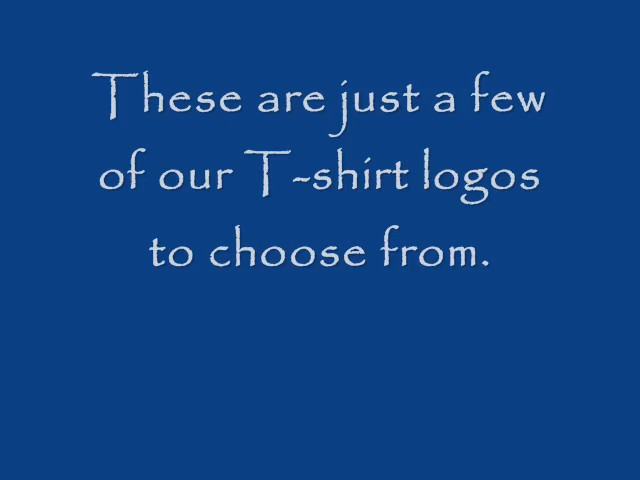 These are just a few
of our T-shirt logos
to choose from.